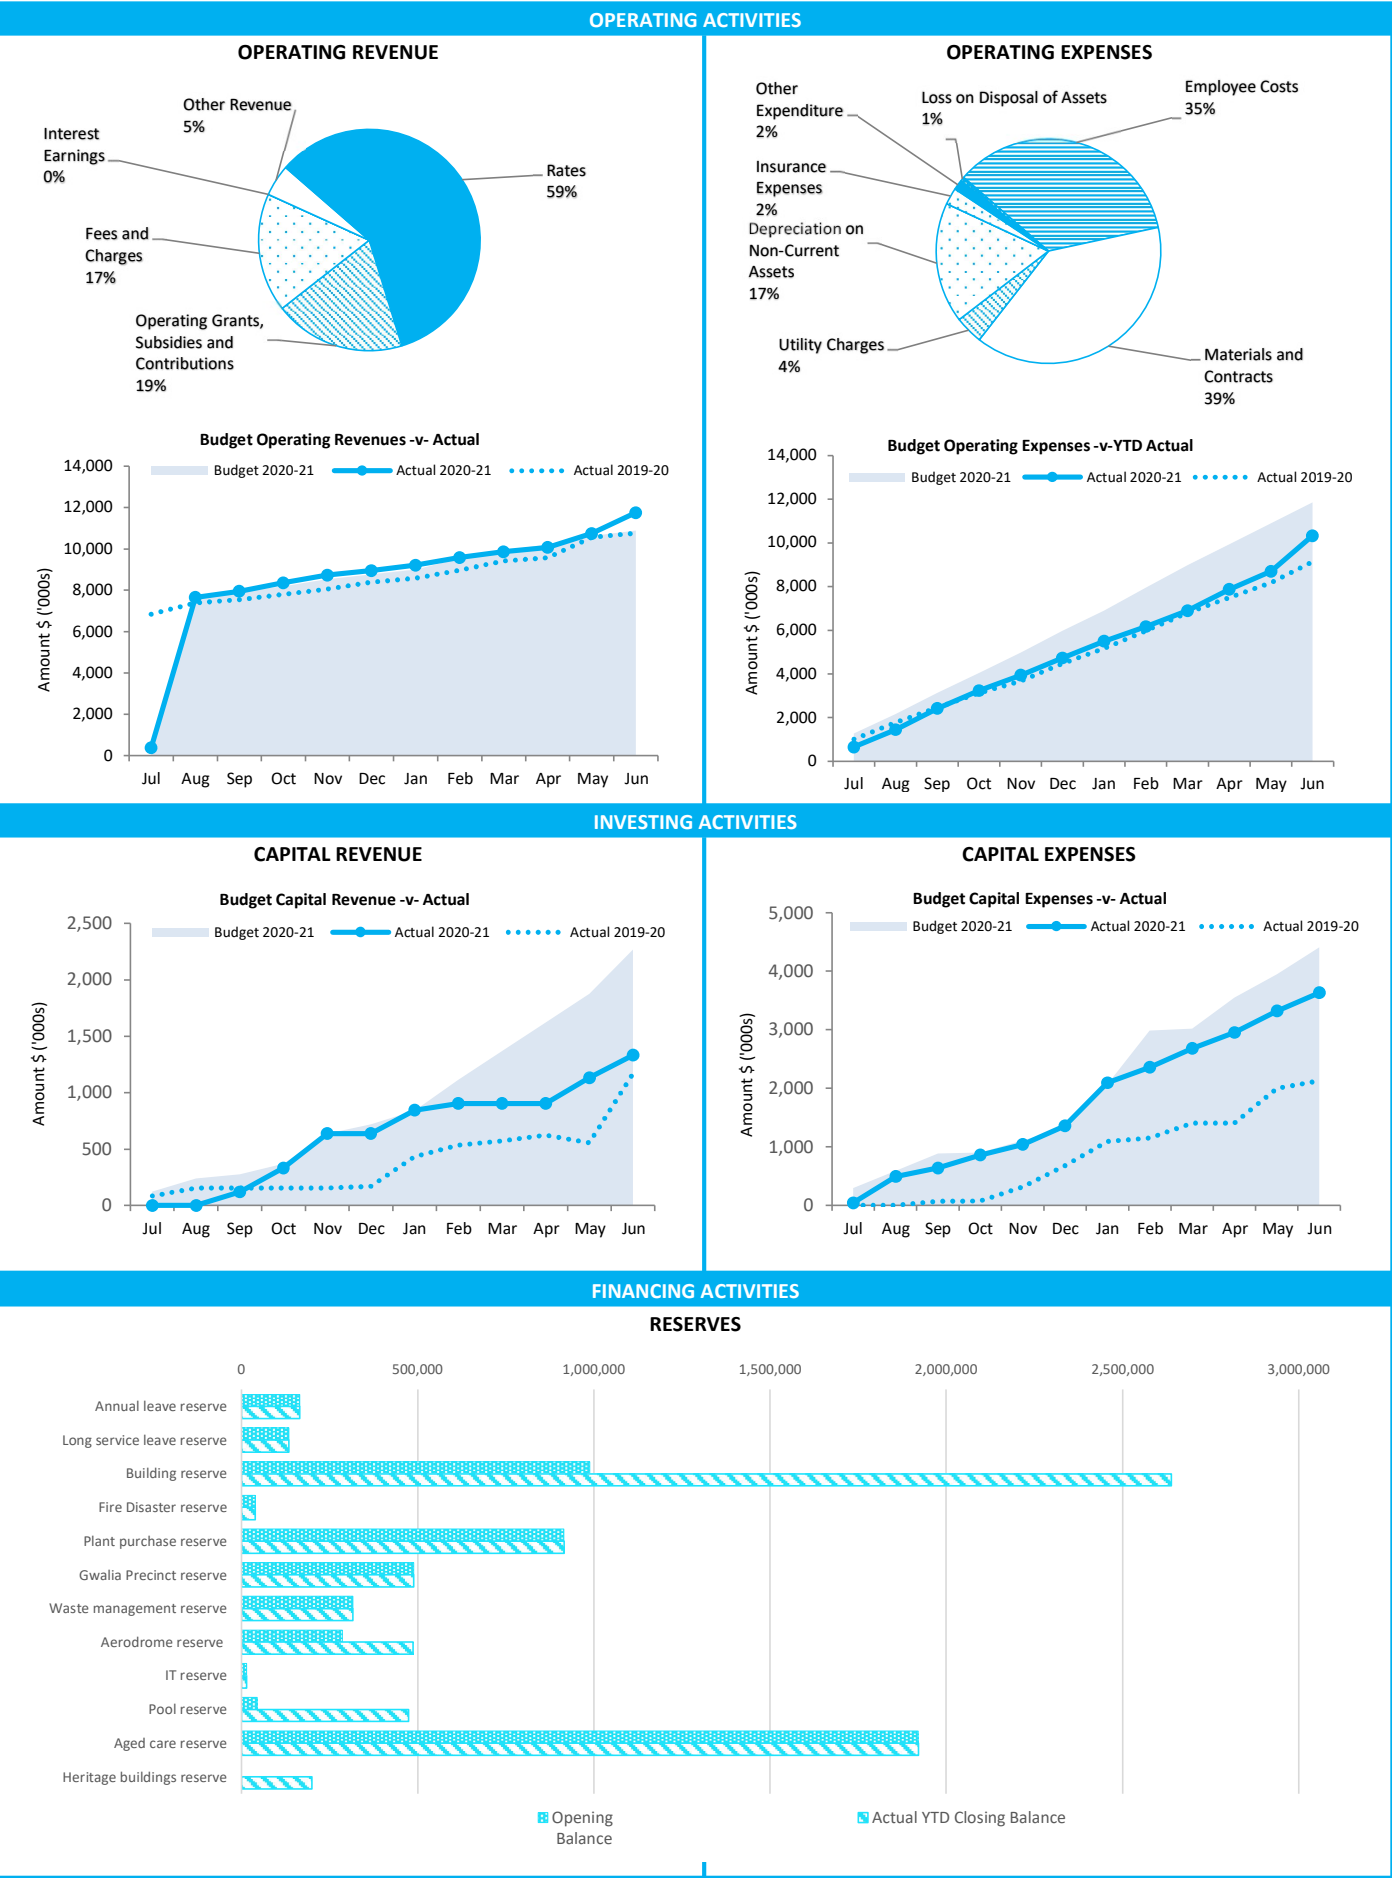 OPERATING ACTIVITIES
OPERATING REVENUE
Other Revenue
5%
Interest
Earnings
0%
Rates
59%
Fees and
Charges
17%
Operating Grants,
Subsidies and
Contributions
19%
OPERATING EXPENSES
Other
Expenditure
2%
Loss on Disposal of Assets
1%
Employee Costs
35%
Insurance
Expenses
2%
Depreciation on
Non-Current
Assets
17%
Utility Charges
4%
Materials and
Contracts
39%
Budget Operating Revenues -v- Actual
Budget 2020-21 Actual 2020-21 Actual 2019-20
14,000
12,000
10,000
8,000
6,000
4,000
2,000
0
Amount $ ('000s)
Jul Aug Sep Oct Nov Dec Jan Feb Mar Apr May Jun
Budget Operating Expenses -v-YTD Actual
Budget 2020-21 Actual 2020-21 Actual 2019-20
14,000
12,000
10,000
8,000
6,000
4,000
2,000
0
Amount $ ('000s)
Jul Aug Sep Oct Nov Dec Jan Feb Mar Apr May Jun
INVESTING ACTIVITIES
CAPITAL REVENUE
Budget Capital Revenue -v- Actual
Budget 2020-21 Actual 2020-21 Actual 2019-20
2,500
2,000
1,500
1,000
500
0
Amount $ ('000s)
Jul Aug Sep Oct Nov Dec Jan Feb Mar Apr May Jun
CAPITAL EXPENSES
Budget Capital Expenses -v- Actual
Budget 2020-21 Actual 2020-21 Actual 2019-20
5,000
4,000
3,000
2,000
1,000
0
Amount $ ('000s)
Jul Aug Sep Oct Nov Dec Jan Feb Mar Apr May Jun
FINANCING ACTIVITIES
RESERVES
0 500,000 1,000,000 1,500,000 2,000,000 2,500,000 3,000,000
Annual leave reserve
Long service leave reserve
Building reserve
Fire Disaster reserve
Plant purchase reserve
Gwalia Precinct reserve
Waste management reserve
Aerodrome reserve
IT reserve
Pool reserve
Aged care reserve
Heritage buildings reserve
Opening
Balance
Actual YTD Closing Balance